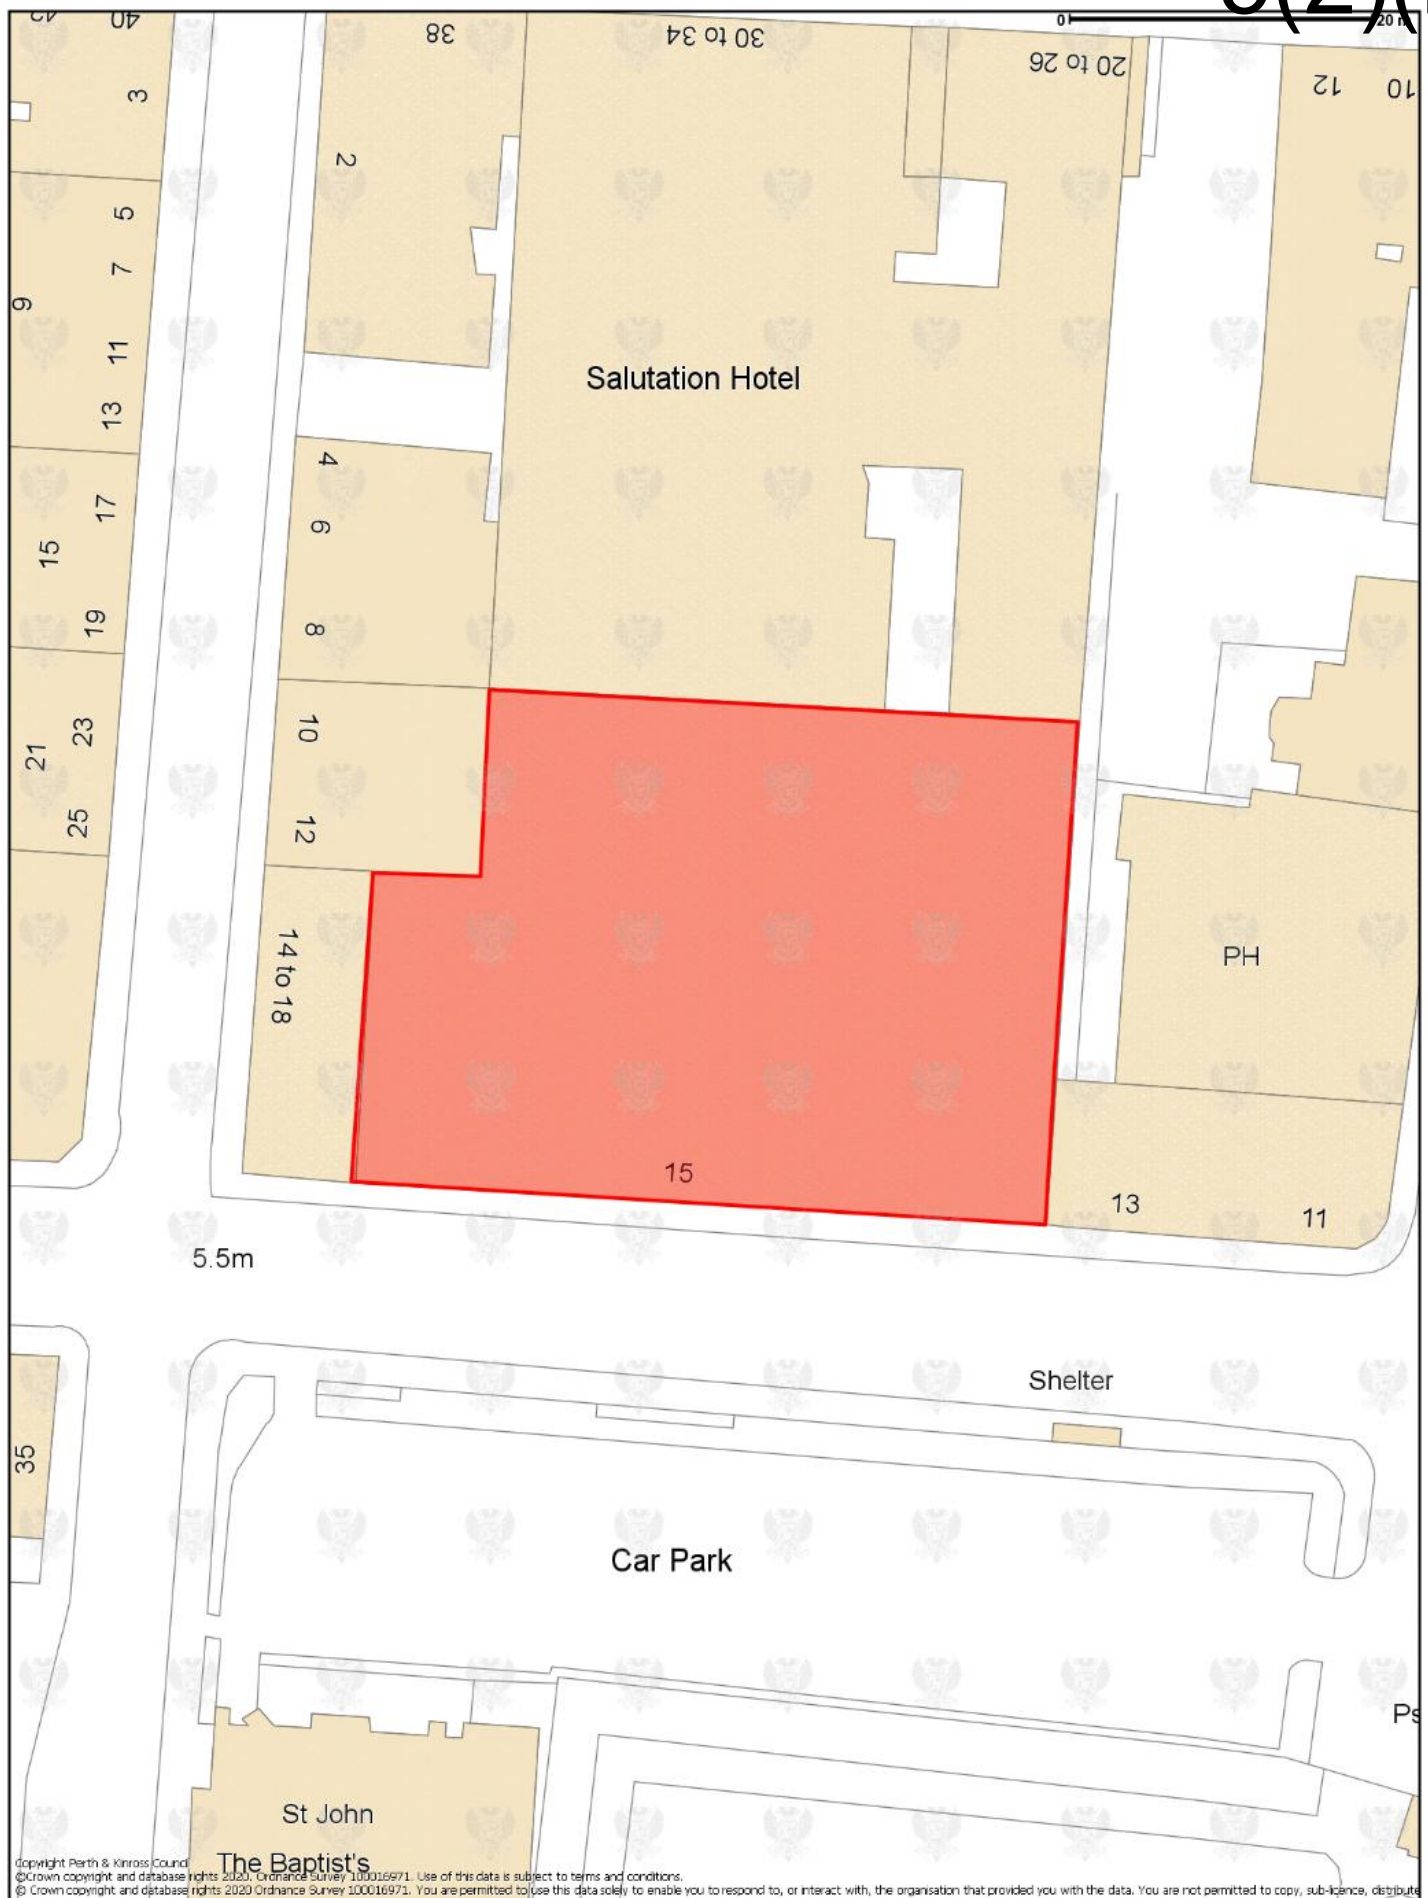 38
30 to 34
0
20 m
20 to 26
12
10
3
2
5
7
9
11
13
Salutation Hotel
4
6
8
17
15
19
10
12
21
23
25
14 to 18
PH
15
13
11
5.5m
Shelter
35
Car Park
St John
The Baptist's
Copyright Perth & Kinross Council
©Crown copyright and database rights 2020. Ordnance Survey 100016971. Use of this data is subject to terms and conditions.
© Crown copyright and database rights 2020 Ordnance Survey 100016971. You are permitted to use this data solely to enable you to respond to, or interact with, the organisation that provided you with the data. You are not permitted to copy, sub-licence, distribute